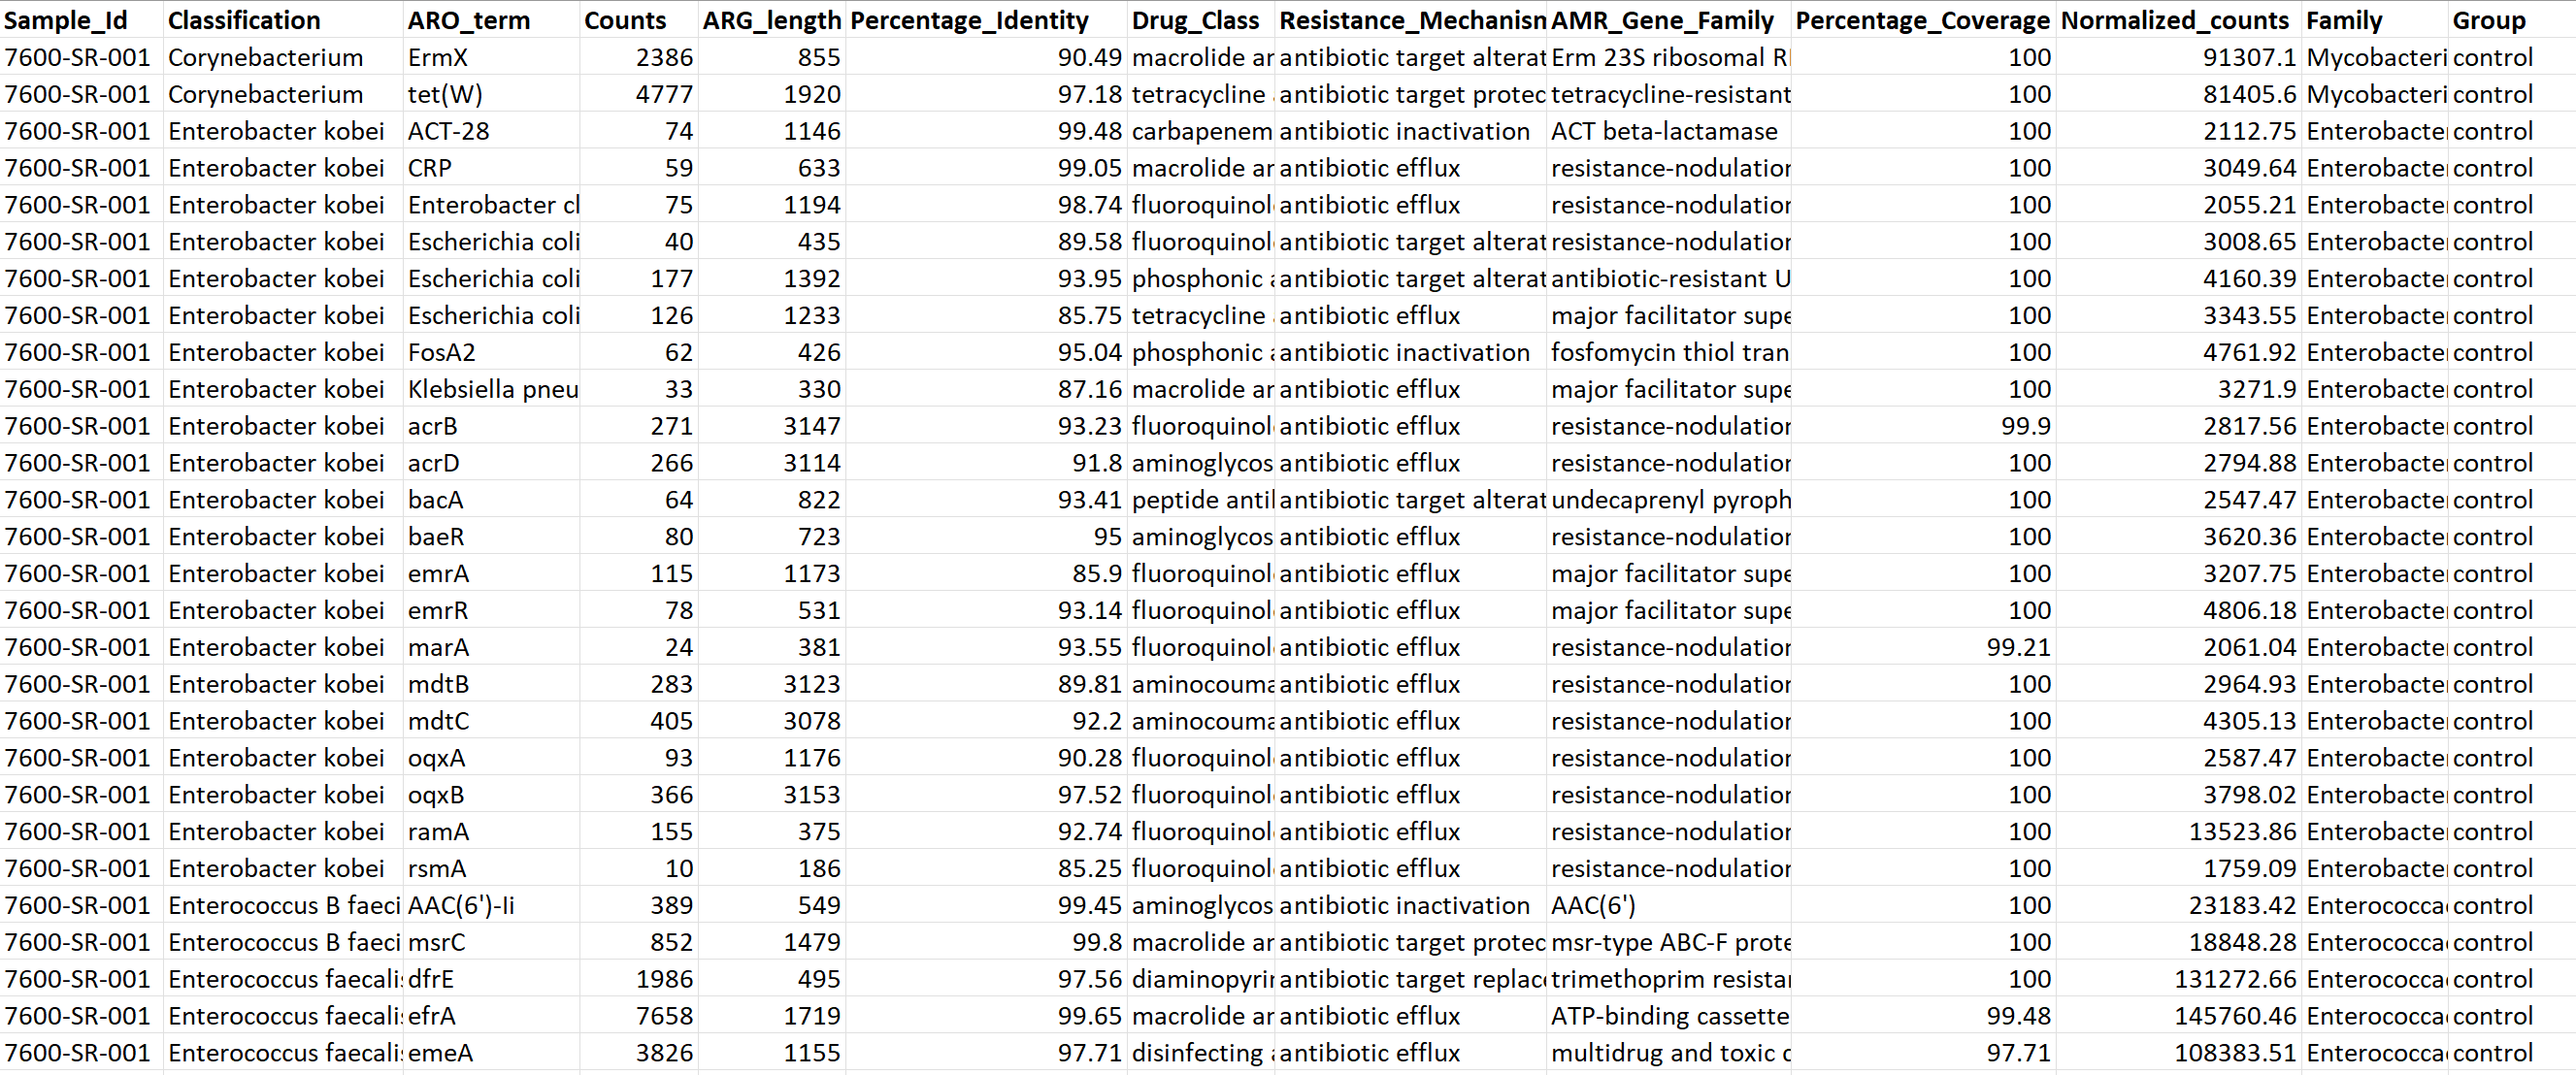 Sample_Id Classification ARO_term Counts ARG_length Percentage_Identity Drug_Class Resistance_Mechanism AMR_Gene_Family Percentage_Coverage Normalized_counts Family Group
7600-SR-001 Corynebacterium ErmX 2386 855 90.49 macrolide an antibiotic target alterat Erm 23S ribosomal RI 100 91307.1 Mycobacteri control
7600-SR-001 Corynebacterium tet(W) 4777 1920 97.18 tetracycline antibiotic target protec tetracycline-resistant 100 81405.6 Mycobacteri control
7600-SR-001 Enterobacter kobei ACT-28 74 1146 99.48 carbapenem antibiotic inactivation ACT beta-lactamase 100 2112.75 Enterobacte control
7600-SR-001 Enterobacter kobei CRP 59 633 99.05 macrolide an antibiotic efflux resistance-nodulation 100 3049.64 Enterobacte control
7600-SR-001 Enterobacter kobei Enterobacter cl 75 1194 98.74 fluoroquinol antibiotic efflux resistance-nodulation 100 2055.21 Enterobacte control
7600-SR-001 Enterobacter kobei Escherichia coli 40 435 89.58 fluoroquinol antibiotic target alterat resistance-nodulation 100 3008.65 Enterobacte control
7600-SR-001 Enterobacter kobei Escherichia coli 177 1392 93.95 phosphonic a antibiotic target alterat antibiotic-resistant U 100 4160.39 Enterobacte control
7600-SR-001 Enterobacter kobei Escherichia coli 126 1233 85.75 tetracycline antibiotic efflux major facilitator supe 100 3343.55 Enterobacte control
7600-SR-001 Enterobacter kobei FosA2 62 426 95.04 phosphonic a antibiotic inactivation fosfomycin thiol tran 100 4761.92 Enterobacte control
7600-SR-001 Enterobacter kobei Klebsiella pneu 33 330 87.16 macrolide an antibiotic efflux major facilitator supe 100 3271.9 Enterobacte control
7600-SR-001 Enterobacter kobei acrB 271 3147 93.23 fluoroquinol antibiotic efflux resistance-nodulation 99.9 2817.56 Enterobacte control
7600-SR-001 Enterobacter kobei acrD 266 3114 91.8 aminoglycos antibiotic efflux resistance-nodulation 100 2794.88 Enterobacte control
7600-SR-001 Enterobacter kobei bacA 64 822 93.41 peptide antil antibiotic target alterat undecaprenyl pyroph 100 2547.47 Enterobacte control
7600-SR-001 Enterobacter kobei baeR 80 723 95 aminoglycos antibiotic efflux resistance-nodulation 100 3620.36 Enterobacte control
7600-SR-001 Enterobacter kobei emrA 115 1173 85.9 fluoroquinol antibiotic efflux major facilitator supe 100 3207.75 Enterobacte control
7600-SR-001 Enterobacter kobei emrR 78 531 93.14 fluoroquinol antibiotic efflux major facilitator supe 100 4806.18 Enterobacte control
7600-SR-001 Enterobacter kobei marA 24 381 93.55 fluoroquinol antibiotic efflux resistance-nodulation 99.21 2061.04 Enterobacte control
7600-SR-001 Enterobacter kobei mdtB 283 3123 89.81 aminocouma antibiotic efflux resistance-nodulation 100 2964.93 Enterobacte control
7600-SR-001 Enterobacter kobei mdtC 405 3078 92.2 aminocouma antibiotic efflux resistance-nodulation 100 4305.13 Enterobacte control
7600-SR-001 Enterobacter kobei oqxA 93 1176 90.28 fluoroquinol antibiotic efflux resistance-nodulation 100 2587.47 Enterobacte control
7600-SR-001 Enterobacter kobei oqxB 366 3153 97.52 fluoroquinol antibiotic efflux resistance-nodulation 100 3798.02 Enterobacte control
7600-SR-001 Enterobacter kobei ramA 155 375 92.74 fluoroquinol antibiotic efflux resistance-nodulation 100 13523.86 Enterobacte control
7600-SR-001 Enterobacter kobei rsmA 10 186 85.25 fluoroquinol antibiotic efflux resistance-nodulation 100 1759.09 Enterobacte control
7600-SR-001 Enterococcus B faeci AAC(6')-Ii 389 549 99.45 aminoglycos antibiotic inactivation AAC(6') 100 23183.42 Enterococca control
7600-SR-001 Enterococcus B faeci msrC 852 1479 99.8 macrolide an antibiotic target protec msr-type ABC-F prote 100 18848.28 Enterococca control
7600-SR-001 Enterococcus faecalis dfrE 1986 495 97.56 diaminopyrin antibiotic target replac trimethoprim resistan 100 131272.66 Enterococca control
7600-SR-001 Enterococcus faecalis efrA 7658 1719 99.65 macrolide an antibiotic efflux ATP-binding cassette 99.48 145760.46 Enterococca control
7600-SR-001 Enterococcus faecalis emeA 3826 1155 97.71 disinfecting a antibiotic efflux multidrug and toxic c 97.71 108383.51 Enterococca control